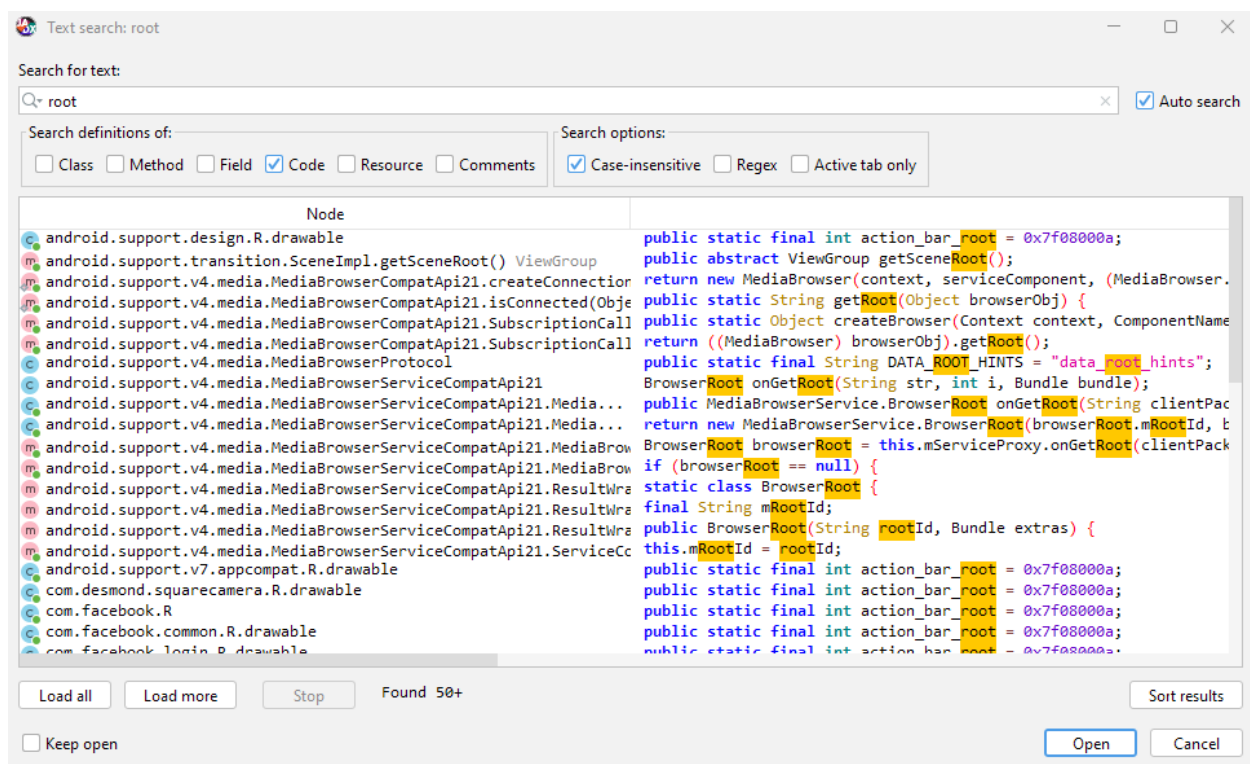 Text search: root
Search for text:
root
Auto search
Search definitions of:
Search options:
Class Method Field Code Resource Comments
Case-insensitive Regex Active tab only
Node
android.support.design.R.drawable public static final int action_bar_root = 0x7f08000a;
android.support.transition.SceneImpl.getSceneRoot() ViewGroup public abstract ViewGroup getSceneRoot();
android.support.v4.media.MediaBrowserCompatApi21.createConnection return new MediaBrowser(context, serviceComponent, (MediaBrowser.
android.support.v4.media.MediaBrowserCompatApi21.isConnected(Obje public static String getRoot(Object browserObj) {
android.support.v4.media.MediaBrowserCompatApi21.SubscriptionCall public static Object createBrowser(Context context, ComponentName
android.support.v4.media.MediaBrowserCompatApi21.SubscriptionCall return ((MediaBrowser) browserObj).getRoot();
android.support.v4.media.MediaBrowserProtocol public static final String DATA_ROOT_HINTS = "data_root_hints";
android.support.v4.media.MediaBrowserServiceCompatApi21 BrowserRoot onGetRoot(String str, int i, Bundle bundle);
android.support.v4.media.MediaBrowserServiceCompatApi21.Media... public MediaBrowserService.BrowserRoot onGetRoot(String clientPac
android.support.v4.media.MediaBrowserServiceCompatApi21.Media... return new MediaBrowserService.BrowserRoot(browserRoot.mRootId, b
android.support.v4.media.MediaBrowserServiceCompatApi21.MediaBrow BrowserRoot browserRoot = this.mServiceProxy.onGetRoot(clientPack
android.support.v4.media.MediaBrowserServiceCompatApi21.MediaBrow if (browserRoot == null) {
android.support.v4.media.MediaBrowserServiceCompatApi21.ResultWra static class BrowserRoot {
android.support.v4.media.MediaBrowserServiceCompatApi21.ResultWra final String mRootId;
android.support.v4.media.MediaBrowserServiceCompatApi21.ResultWra public BrowserRoot(String rootId, Bundle extras) {
android.support.v4.media.MediaBrowserServiceCompatApi21.ServiceCo this.mRootId = rootId;
android.support.v7.appcompat.R.drawable public static final int action_bar_root = 0x7f08000a;
com.desmond.squarecamera.R.drawable public static final int action_bar_root = 0x7f08000a;
com.facebook.R public static final int action_bar_root = 0x7f08000a;
com.facebook.common.R.drawable public static final int action_bar_root = 0x7f08000a;
com.facebook.login.R.drawable public static final int action_bar_root = 0x7f08000a;
Load all Load more Stop Found 50+ Sort results
Keep open Open Cancel